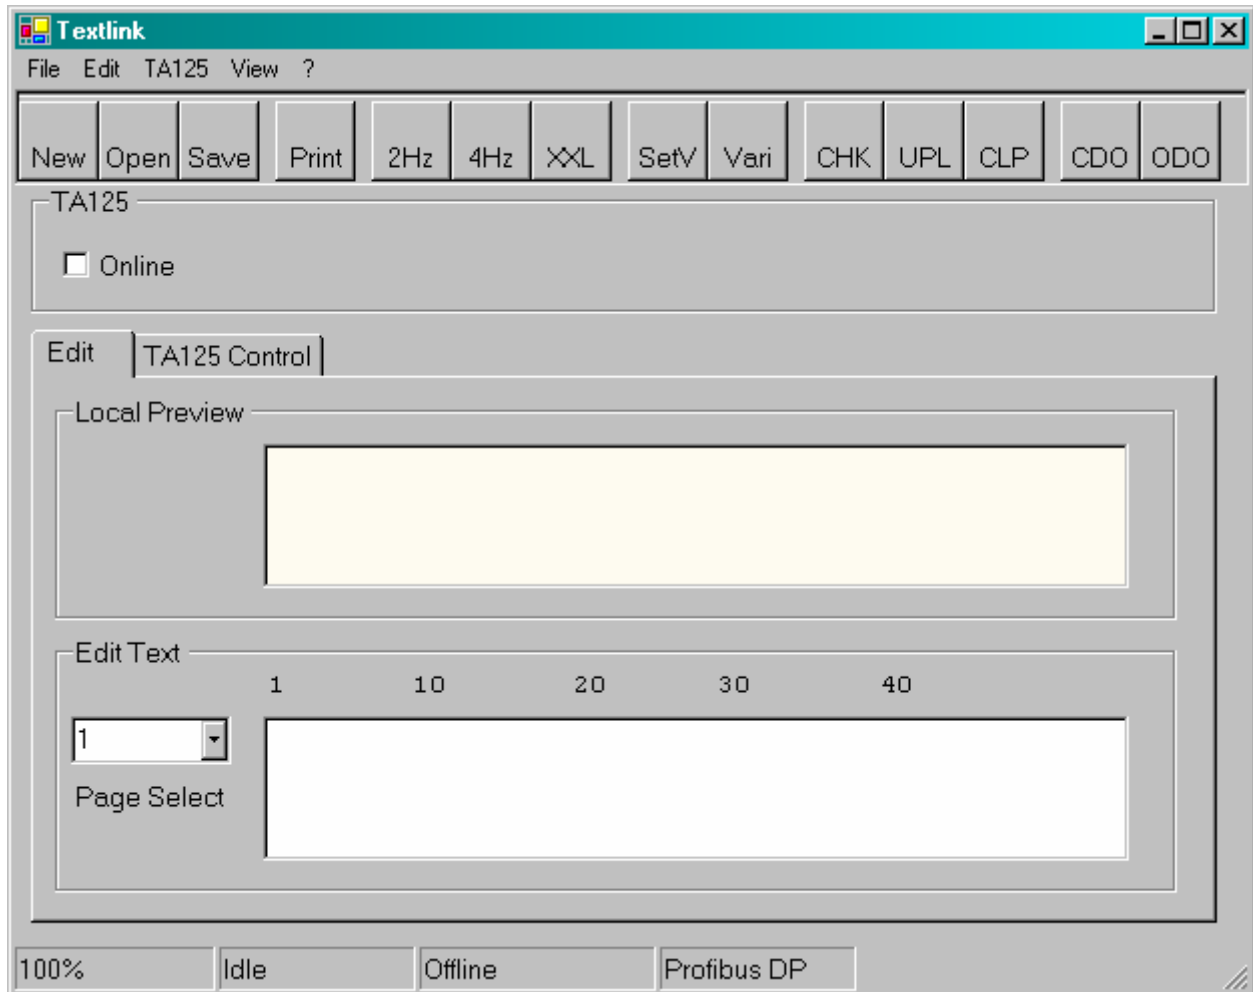 Textlink
File Edit TA125 View ?
New Open Save Print 2Hz 4Hz XXL SetV Vari CHK UPL CLP CDO ODO
TA125
Online
Edit TA125 Control
Local Preview
Edit Text
1 10 20 30 40
1
Page Select
100% Idle Offline Profibus DP